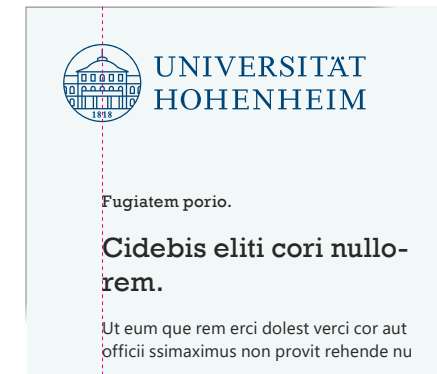 UNIVERSITÄT
HOHENHEIM
1818
Fugiatem porio.
Cidebis eliti cori nullo-
rem.
Ut eum que rem erci dolest verci cor aut
officii ssimaximus non provit rehende nu